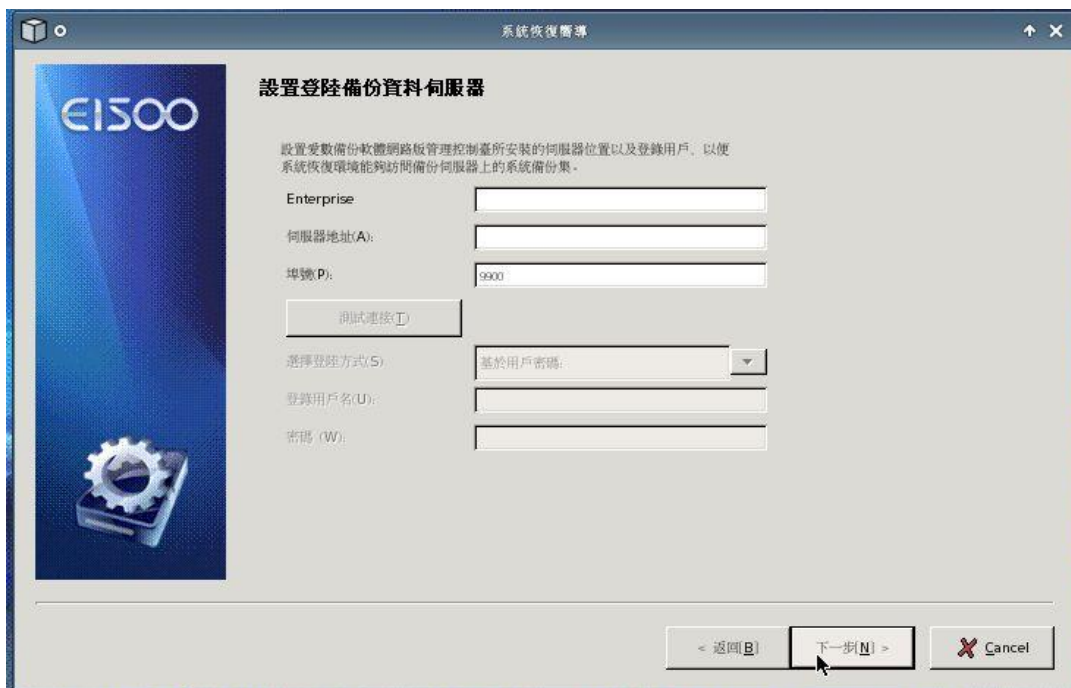 系統恢復嚮導
EISOO
設置登陸備份資料伺服器
設置愛數備份軟體網路版管理控制臺所安裝的伺服器位置以及登錄用戶、以便
系統恢復環境能夠訪問備份伺服器上的系統備份集。
Enterprise
伺服器地址(A):
埠號(P):
9900
測試連接(T)
選擇登陸方式(S)
基於用戶密碼:
登錄用戶名(U):
密碼 (W):
< 返回[B]
下一步[N] >
Cancel